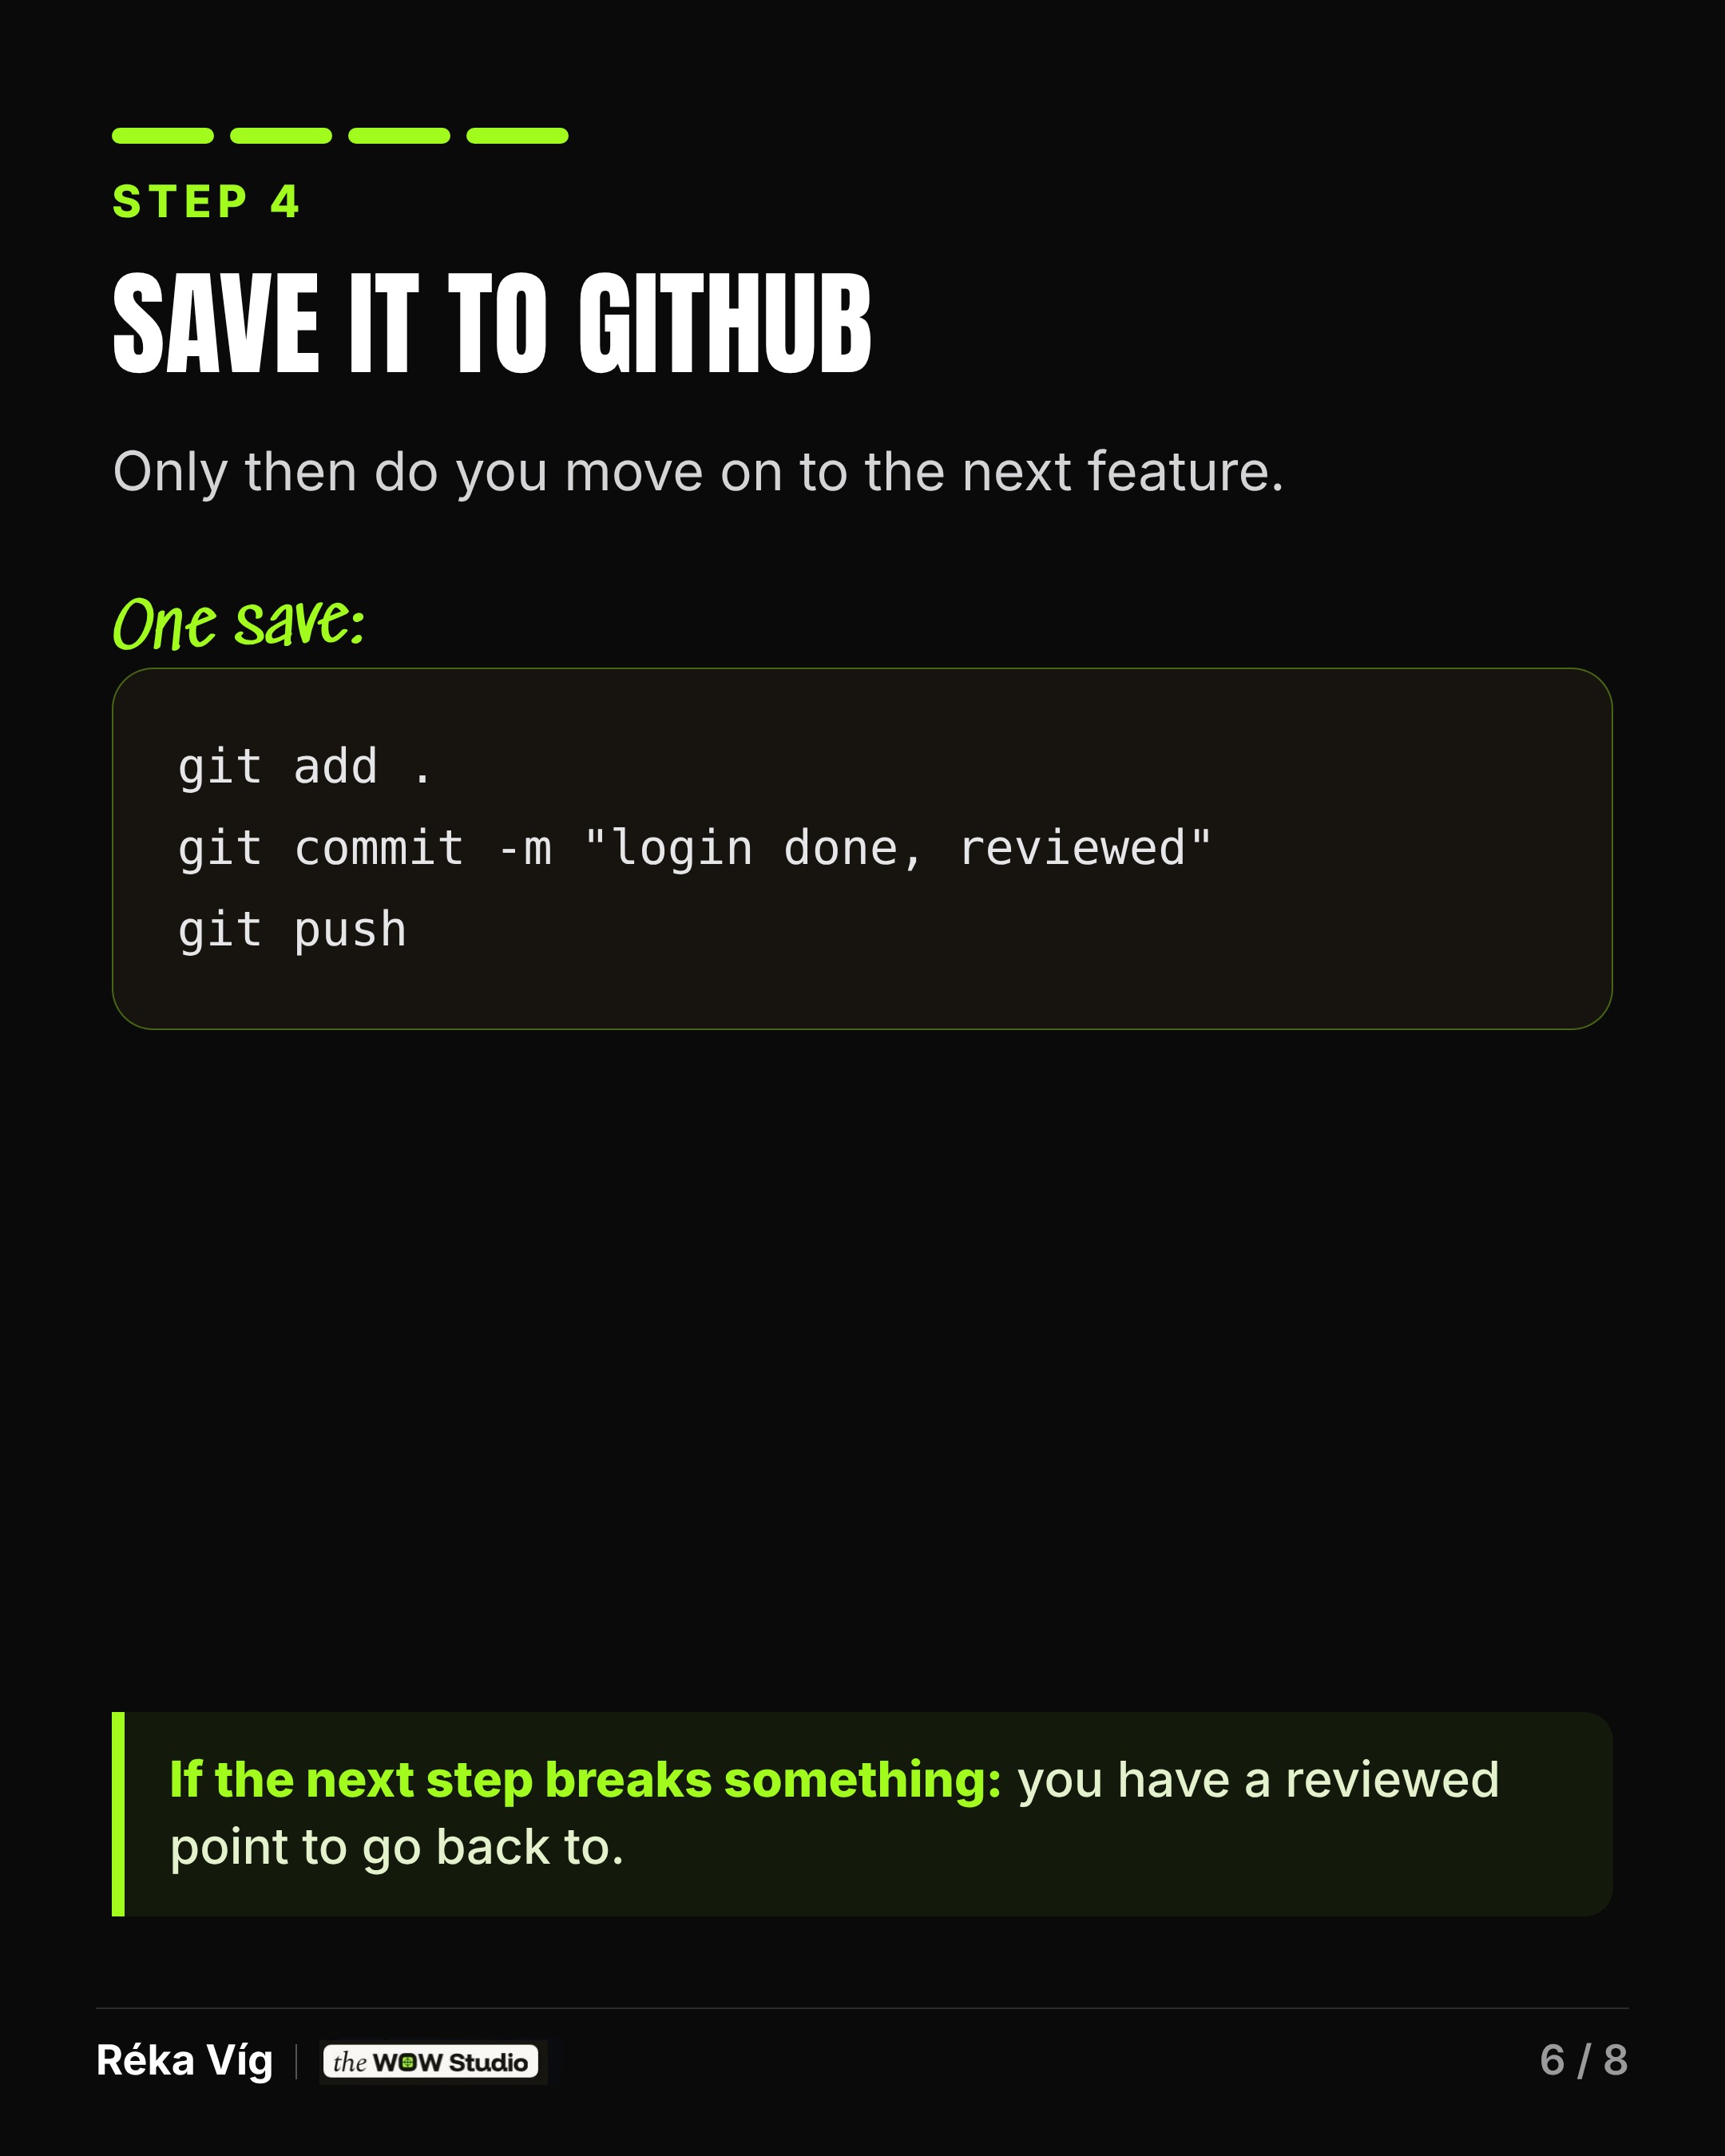 STEP 4
SAVE IT TO GITHUB
Only then do you move on to the next feature.
One save:
git add .
git commit -m "login done, reviewed"
git push
If the next step breaks something: you have a reviewed
point to go back to.
Réka Víg
the WOW Studio
6 / 8